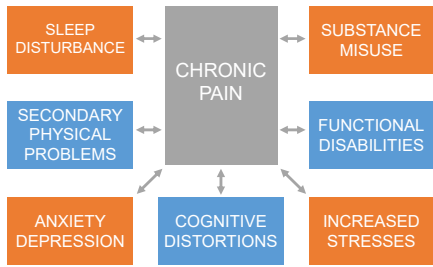 SLEEP
DISTURBANCE
CHRONIC
PAIN
SUBSTANCE
MISUSE
SECONDARY
PHYSICAL
PROBLEMS
FUNCTIONAL
DISABILITIES
ANXIETY
DEPRESSION
COGNITIVE
DISTORTIONS
INCREASED
STRESSES